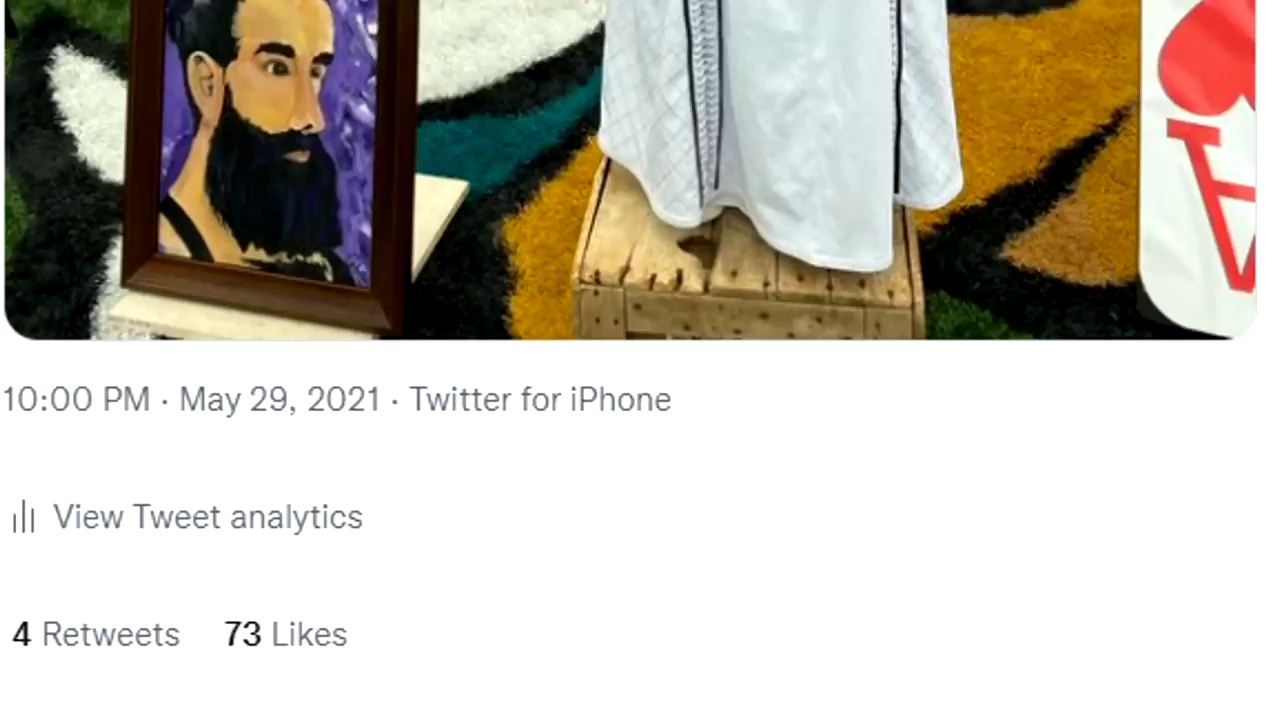 A
10:00 PM · May 29, 2021 · Twitter for iPhone
View Tweet analytics
4 Retweets 73 Likes